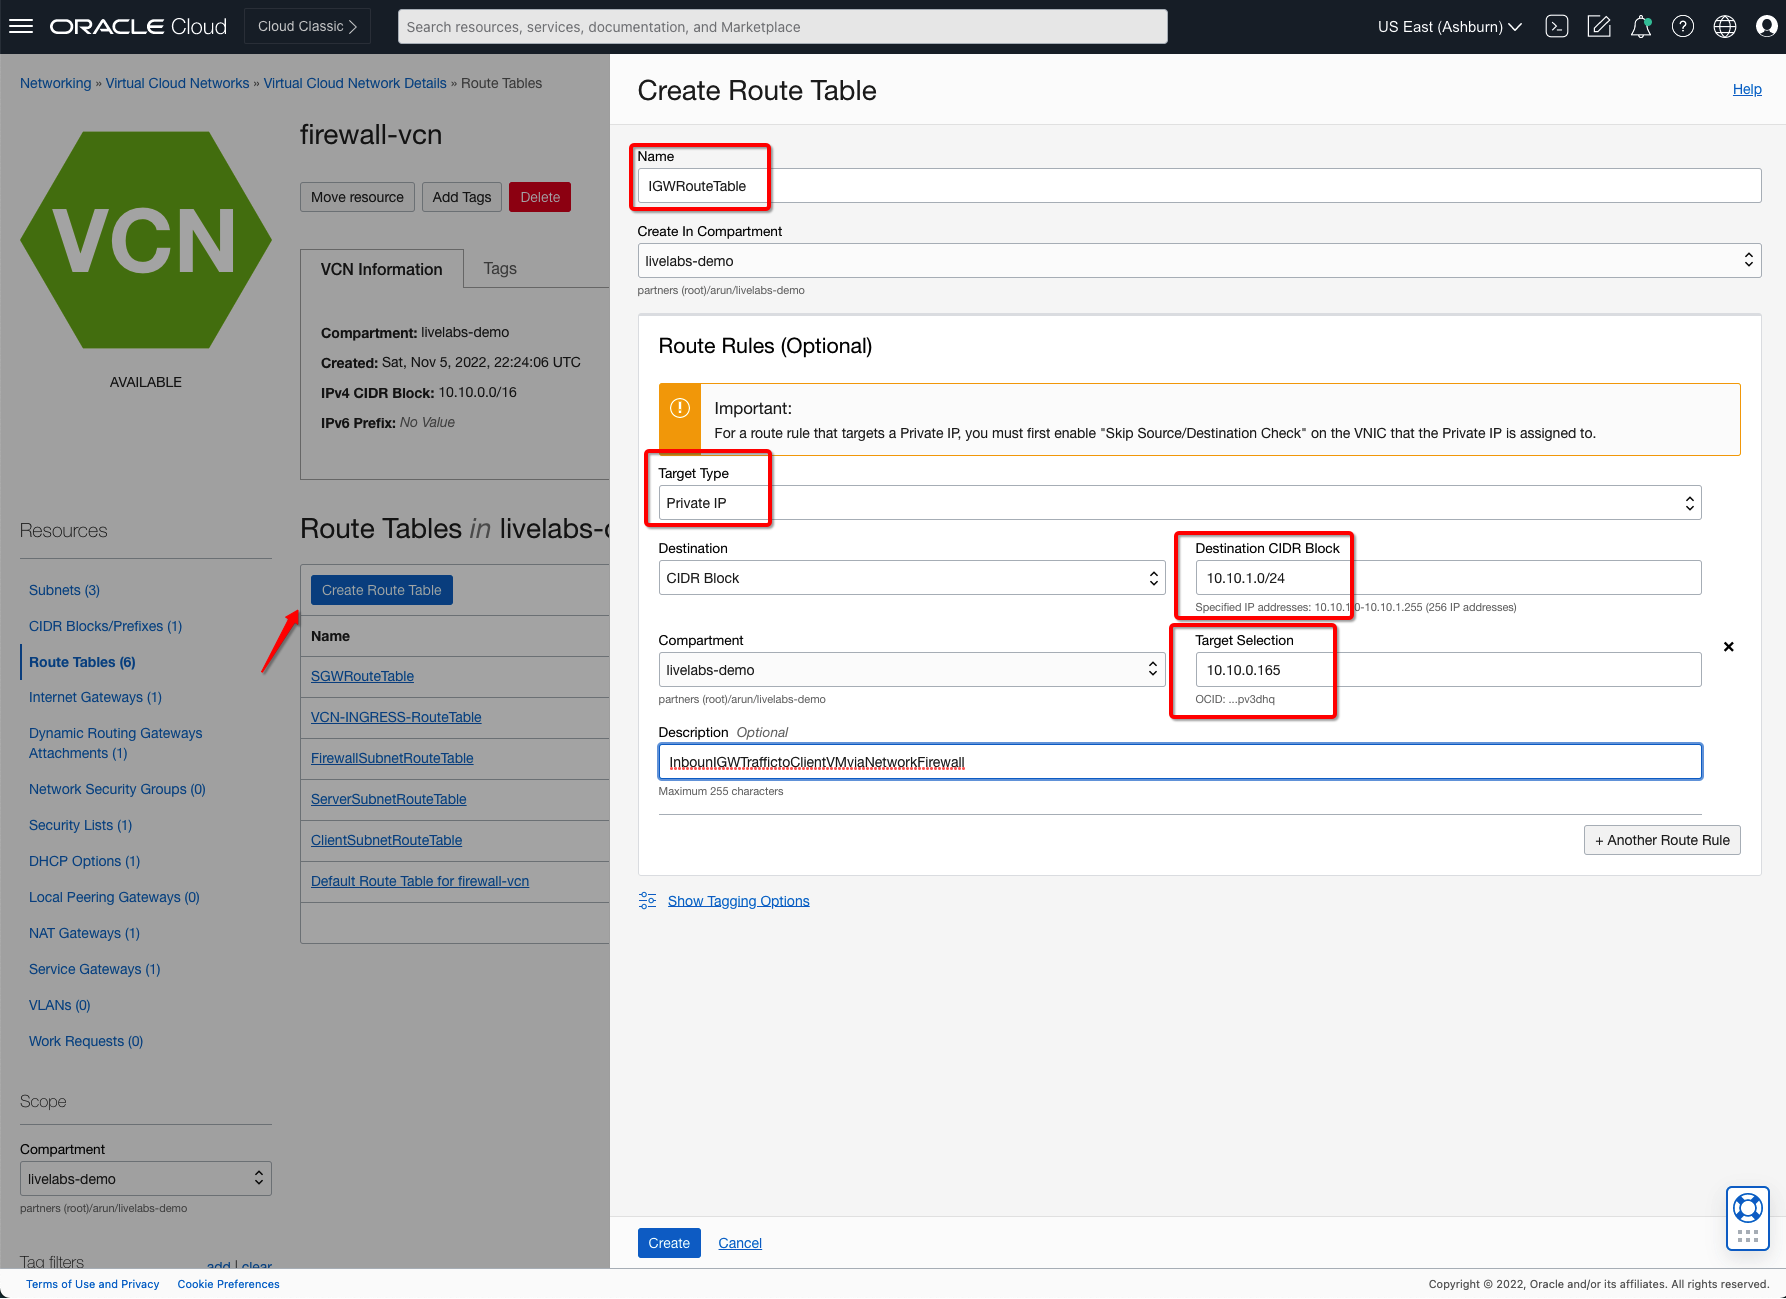 ORACLE Cloud
Cloud Classic
Search resources, services, documentation, and Marketplace
US East (Ashburn)
Networking » Virtual Cloud Networks » Virtual Cloud Network Details » Route Tables
VCN
AVAILABLE
firewall-vcn
Move resource
Add Tags
Delete
VCN Information
Tags
Compartment: livelabs-demo
Created: Sat, Nov 5, 2022, 22:24:06 UTC
IPv4 CIDR Block: 10.10.0.0/16
IPv6 Prefix: No Value
Resources
Subnets (3)
CIDR Blocks/Prefixes (1)
Route Tables (6)
Internet Gateways (1)
Dynamic Routing Gateways
Attachments (1)
Network Security Groups (0)
Security Lists (1)
DHCP Options (1)
Local Peering Gateways (0)
NAT Gateways (1)
Service Gateways (1)
VLANs (0)
Work Requests (0)
Scope
Compartment
livelabs-demo
partners (root)/arun/livelabs-demo
Tag filters
add | clear
Route Tables in livelabs-
Create Route Table
Name
SGWRouteTable
VCN-INGRESS-RouteTable
FirewallSubnetRouteTable
ServerSubnetRouteTable
ClientSubnetRouteTable
Default Route Table for firewall-vcn
Create Route Table
Help
Name
IGWRouteTable
Create In Compartment
livelabs-demo
partners (root)/arun/livelabs-demo
Route Rules (Optional)
Important:
For a route rule that targets a Private IP, you must first enable "Skip Source/Destination Check" on the VNIC that the Private IP is assigned to.
Target Type
Private IP
Destination
CIDR Block
Destination CIDR Block
10.10.1.0/24
Specified IP addresses: 10.10.1.0-10.10.1.255 (256 IP addresses)
Compartment
livelabs-demo
partners (root)/arun/livelabs-demo
Target Selection
10.10.0.165
OCID: ...pv3dhq
Description Optional
InbounIGWTraffictoClientVMviaNetworkFirewall
Maximum 255 characters
+ Another Route Rule
Show Tagging Options
Create
Cancel
Terms of Use and Privacy
Cookie Preferences
Copyright © 2022, Oracle and/or its affiliates. All rights reserved.